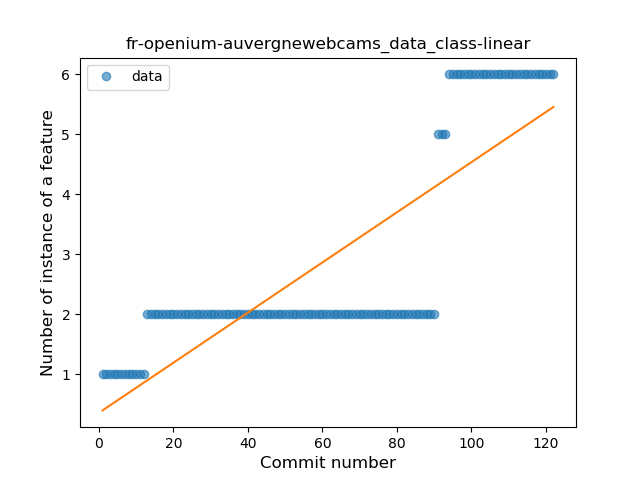 fr-openium-auvergnewebcams_data_class-linear
data
Number of instance of a feature
6
5
4
3
2
1
0 20 40 60 80 100 120
Commit number